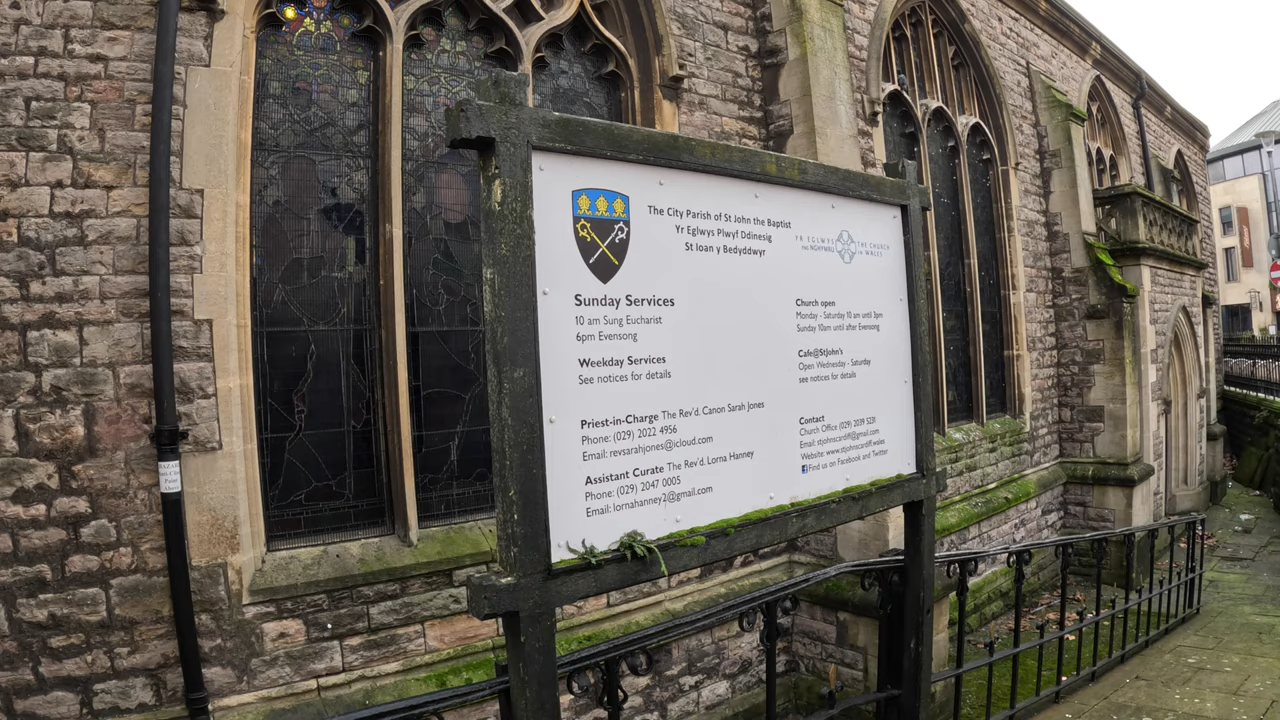 The City Parish of St John the Baptist
Yr Eglwys Plwyf Ddinesig
St Ioan y Bedyddwyr
YR EGLWYS
YNG NGHYMRU
THE CHURCH
IN WALES
Sunday Services
10 am Sung Eucharist
6pm Evensong
Weekday Services
See notices for details
Priest-in-Charge The Rev'd. Canon Sarah Jones
Phone: (029) 2022 4956
Email: revsarahjones@icloud.com
Assistant Curate The Rev'd. Lorna Hanney
Phone: (029) 2047 0005
Email: lornahanney2@gmail.com
Church open
Monday - Saturday 10 am until 3pm
Sunday 10am until after Evensong
Cafe@StJohn's
Open Wednesday - Saturday
see notices for details
Contact
Church Office (029) 2039 5231
Email: stjohnscardiff@gmail.com
Website: www.stjohnscardiff.wales
Find us on Facebook and Twitter
Paint
Above